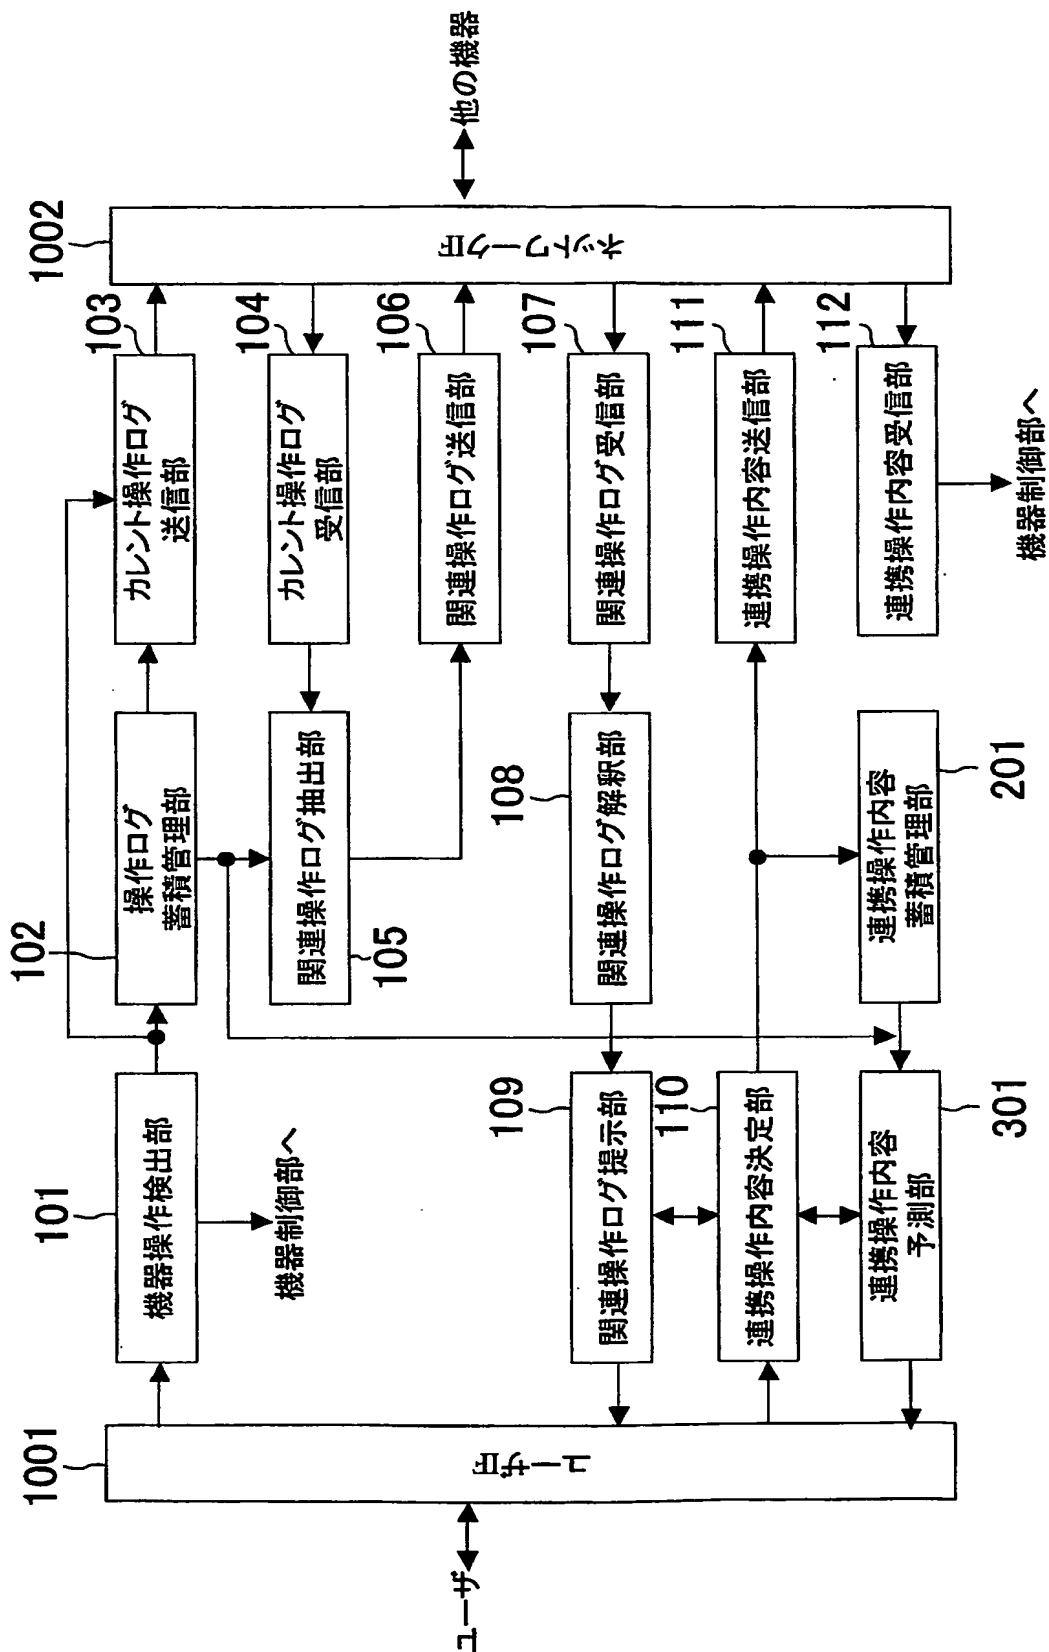 ユーザ
1001
ユーザIF
101
機器操作検出部
機器制御部へ
102
操作ログ
蓄積管理部
103
カレント操作ログ
送信部
104
カレント操作ログ
受信部
関連操作ログ抽出部
105
106
関連操作ログ送信部
107
関連操作ログ受信部
108
関連操作ログ解釈部
109
関連操作ログ提示部
110
連携操作内容決定部
111
連携操作内容送信部
112
連携操作内容受信部
機器制御部へ
連携操作内容
蓄積管理部
201
連携操作内容
予測部
301
1002
ネットワークIF
他の機器